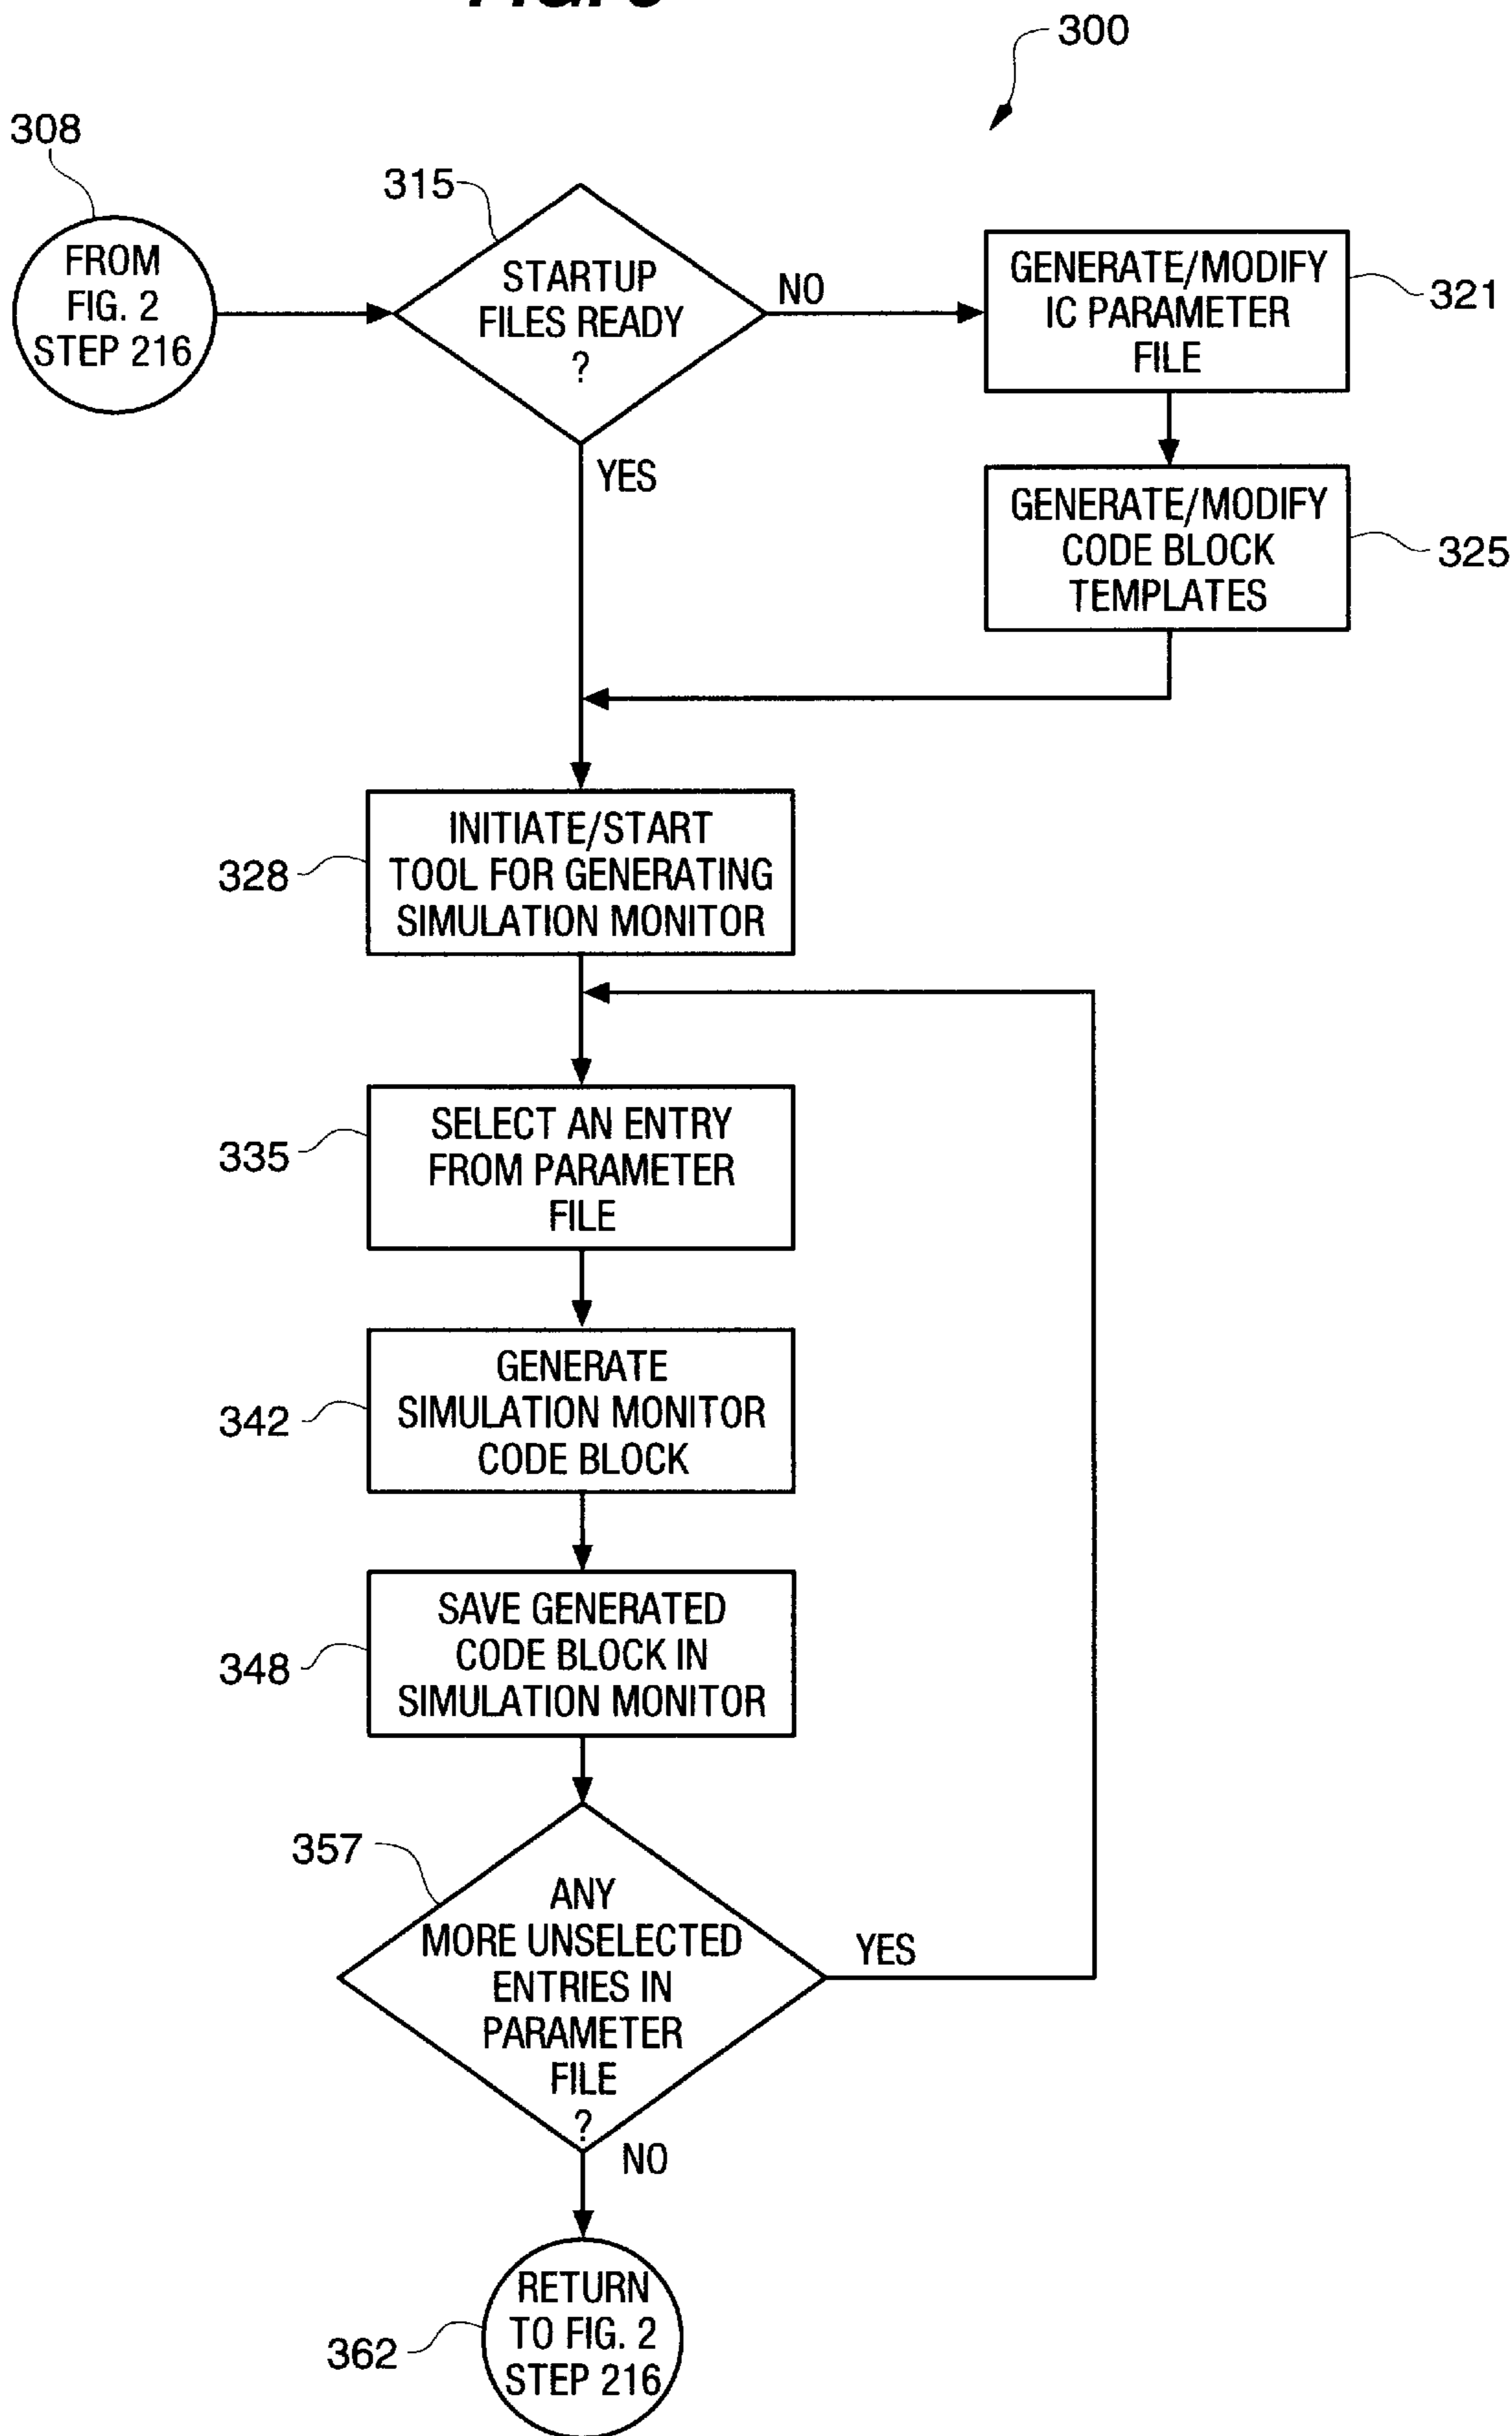 300
308
FROM
FIG. 2
STEP 216
315
STARTUP
FILES READY
?
NO
YES
GENERATE/MODIFY
IC PARAMETER
FILE
321
GENERATE/MODIFY
CODE BLOCK
TEMPLATES
325
328
INITIATE/START
TOOL FOR GENERATING
SIMULATION MONITOR
335
SELECT AN ENTRY
FROM PARAMETER
FILE
342
GENERATE
SIMULATION MONITOR
CODE BLOCK
348
SAVE GENERATED
CODE BLOCK IN
SIMULATION MONITOR
357
ANY
MORE UNSELECTED
ENTRIES IN
PARAMETER
FILE
?
YES
NO
RETURN
TO FIG. 2
STEP 216
362